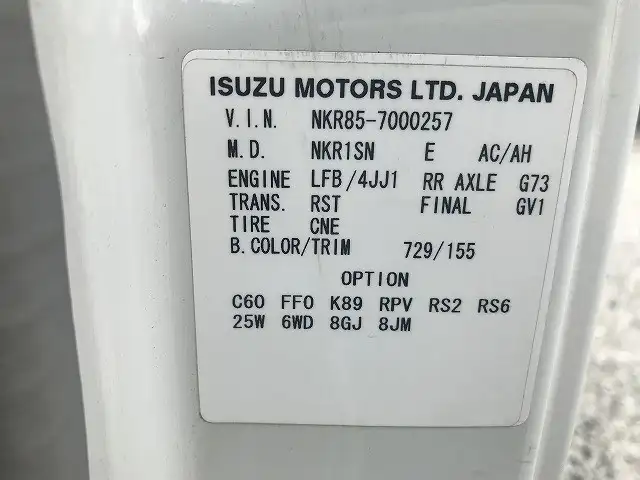 ISUZU MOTORS LTD. JAPAN
V.I.N. NKR85-7000257
M.D. NKR1SN E AC/AH
ENGINE LFB/4JJ1 RR AXLE G73
TRANS. RST FINAL GV1
TIRE CNE
B.COLOR/TRIM 729/155
OPTION
C60 FF0 K89 RPV RS2 RS6
25W 6WD 8GJ 8JM